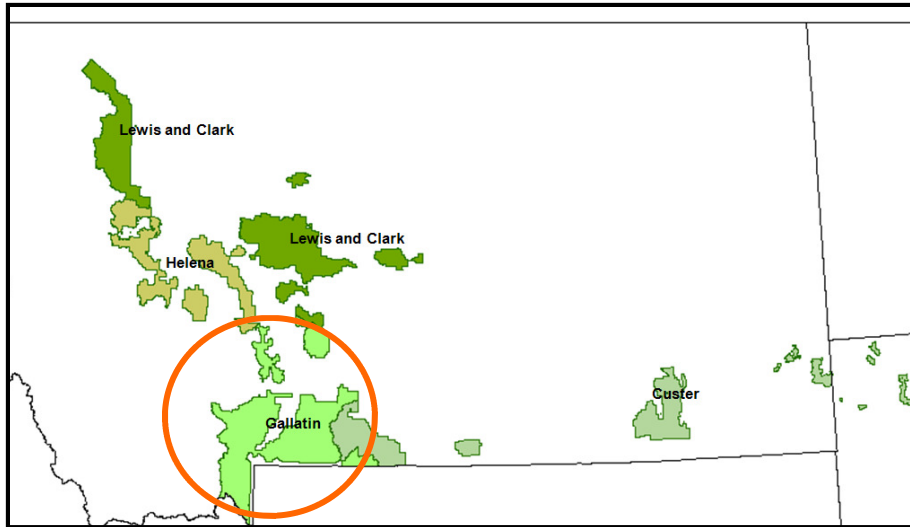 Lewis and Clark
Lewis and Clark
Helena
Custer
Gallatin